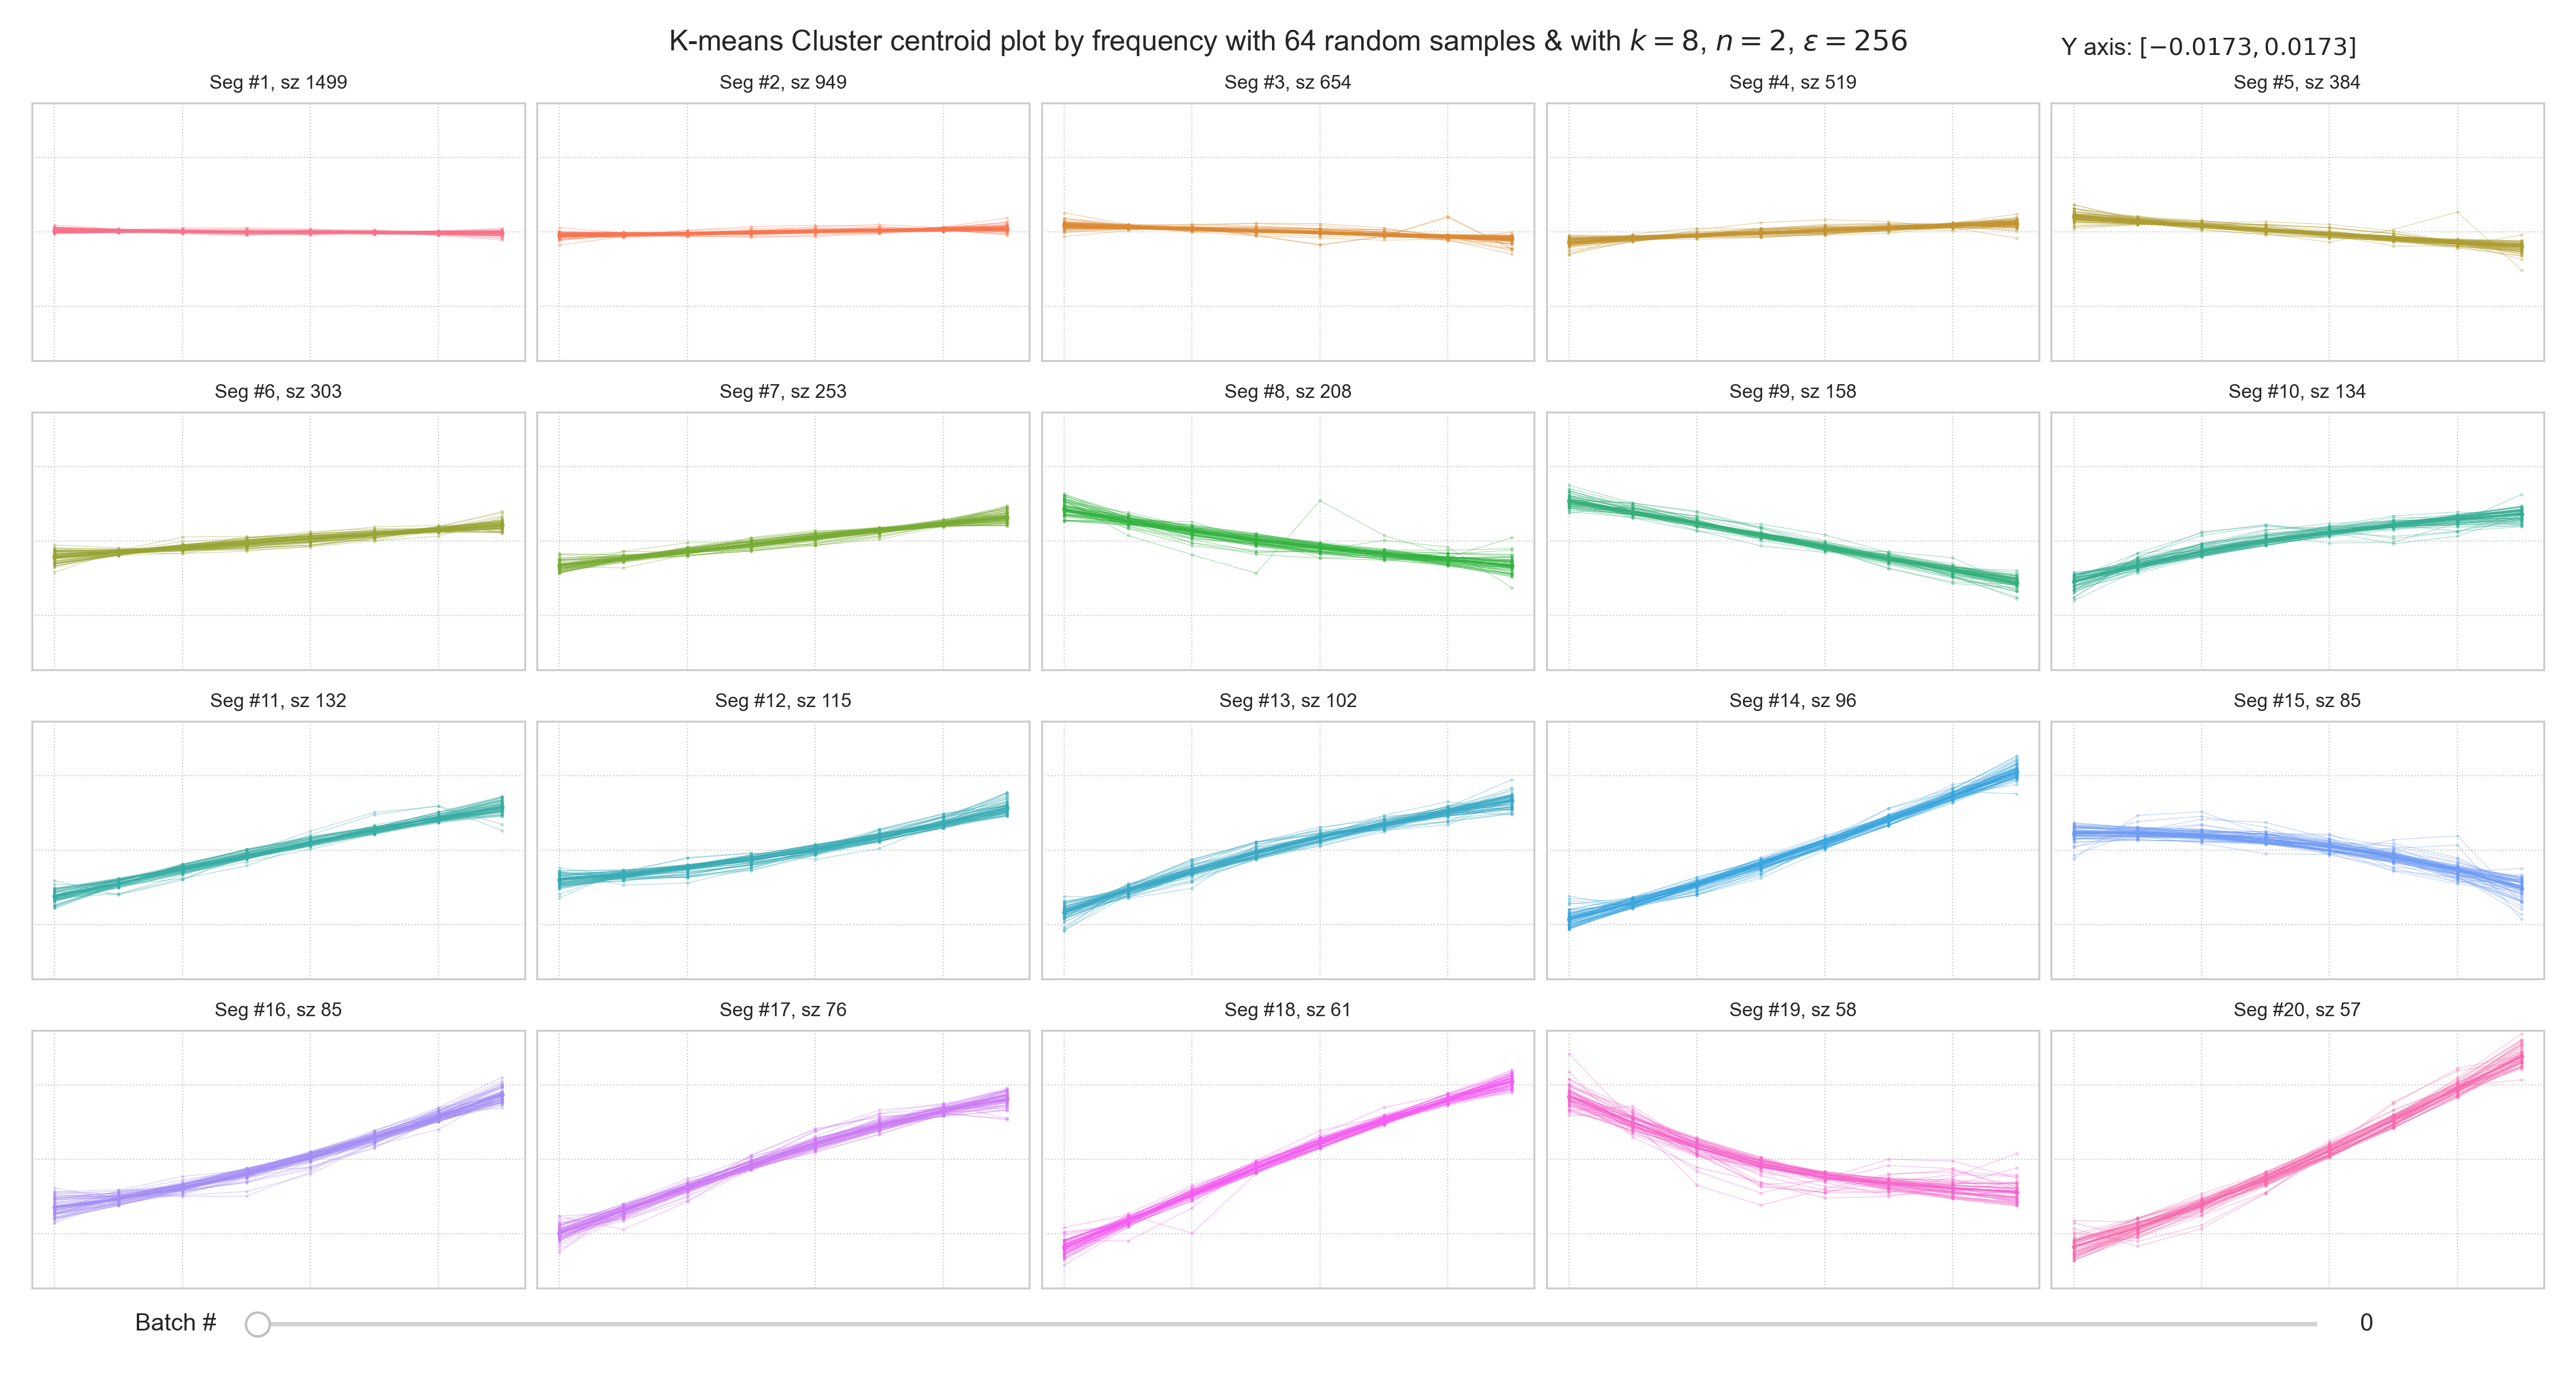 K-means Cluster centroid plot by frequency with 64 random samples & with k = 8, n = 2, ε = 256
Y axis: [−0.0173, 0.0173]
Seg #1, sz 1499
Seg #2, sz 949
Seg #3, sz 654
Seg #4, sz 519
Seg #5, sz 384
Seg #6, sz 303
Seg #7, sz 253
Seg #8, sz 208
Seg #9, sz 158
Seg #10, sz 134
Seg #11, sz 132
Seg #12, sz 115
Seg #13, sz 102
Seg #14, sz 96
Seg #15, sz 85
Seg #16, sz 85
Seg #17, sz 76
Seg #18, sz 61
Seg #19, sz 58
Seg #20, sz 57
Batch #
0